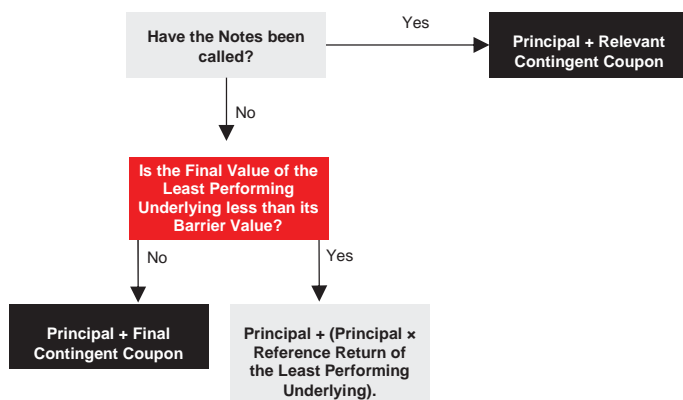 Have the Notes been
called?
Yes
Principal + Relevant
Contingent Coupon
No
Is the Final Value of the
Least Performing
Underlying less than its
Barrier Value?
No
Yes
Principal + Final
Contingent Coupon
Principal + (Principal ×
Reference Return of
the Least Performing
Underlying).